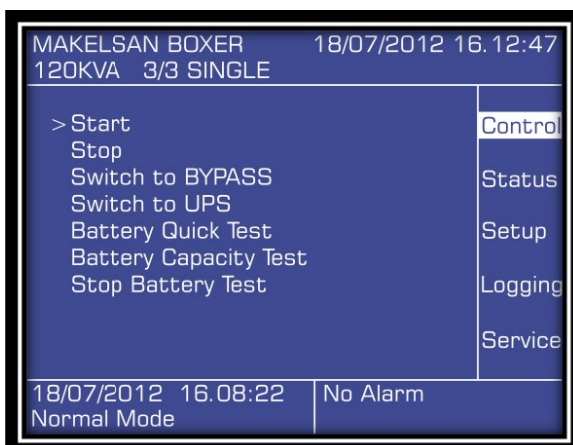 MAKELSAN BOXER 18/07/2012 16.12:47
120KVA 3/3 SINGLE
> Start
Stop
Switch to BYPASS
Switch to UPS
Battery Quick Test
Battery Capacity Test
Stop Battery Test
Control
Status
Setup
Logging
Service
18/07/2012 16.08:22
Normal Mode
No Alarm